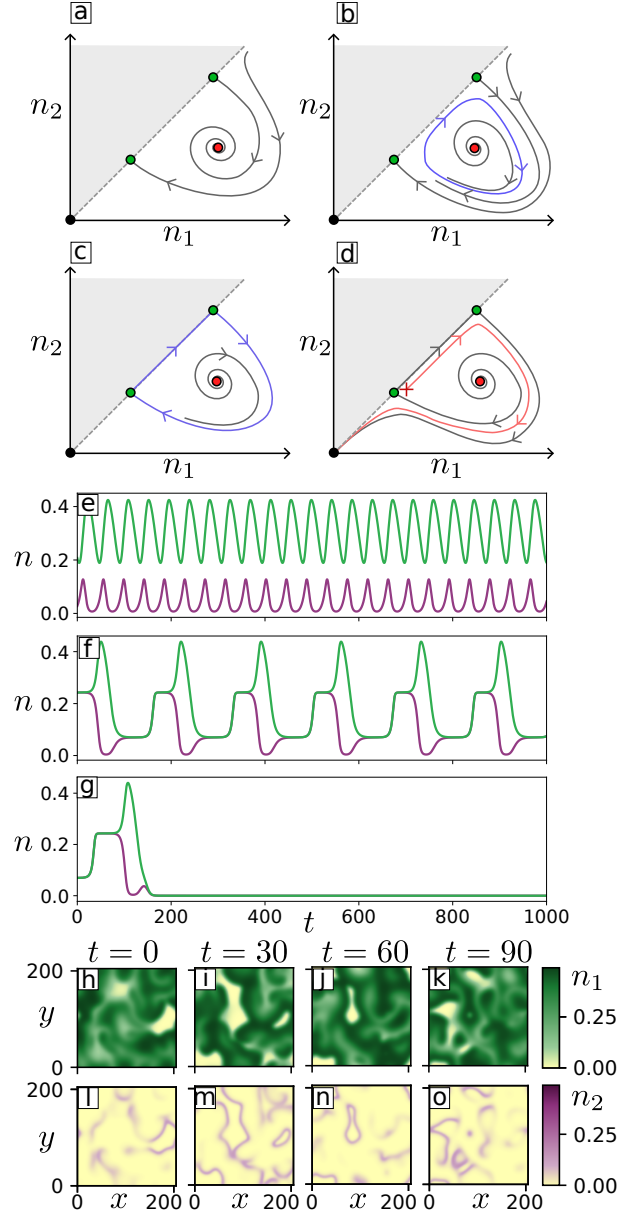 a b
n₂ n₂
n₁ n₁
c d
n₂ n₂
n₁ n₁
e
0.4
n 0.2
0.0
f
0.4
n 0.2
0.0
g
0.4
n 0.2
0.0
0 200 400 t 600 800 1000
t = 0 t = 30 t = 60 t = 90
200 h i j k n₁
y 0.25
0 0.00
200 l m n o n₂
y 0.25
0 0.00
0 x 200 0 x 200 0 x 200 0 x 200